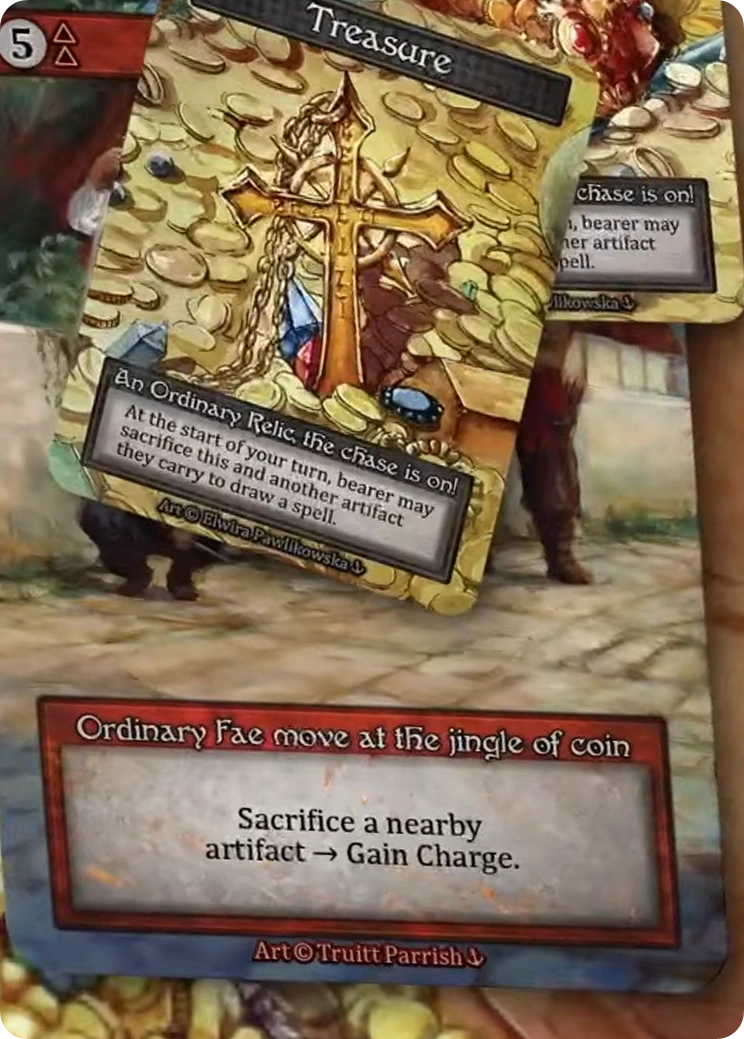 5
Treasure
An Ordinary Relic, the chase is on!
At the start of your turn, bearer may
sacrifice this and another artifact
they carry to draw a spell.
Art © Elwira Pawlikowska
chase is on!
, bearer may
her artifact
pell.
likowska
Ordinary Fae move at the jingle of coin
Sacrifice a nearby
artifact → Gain Charge.
Art © Truitt Parrish